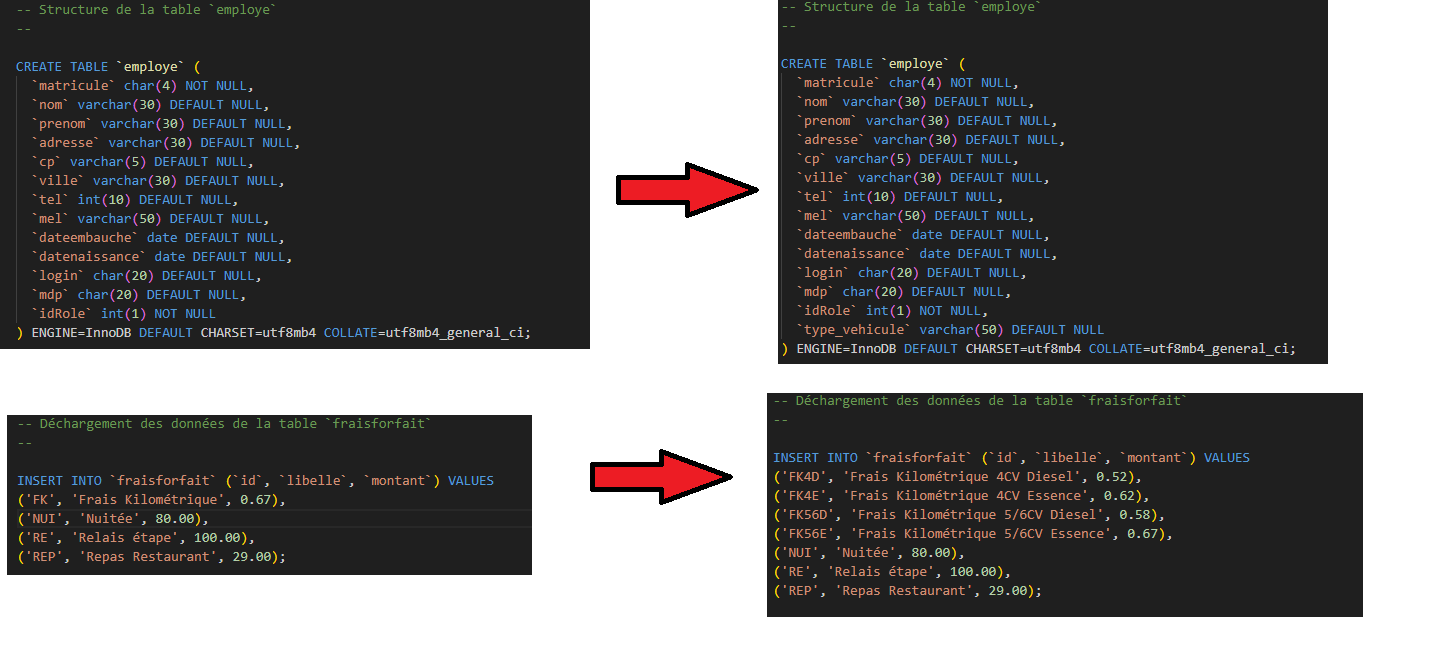 -- Structure de la table `employe`
--
CREATE TABLE `employe` (
`matricule` char(4) NOT NULL,
`nom` varchar(30) DEFAULT NULL,
`prenom` varchar(30) DEFAULT NULL,
`adresse` varchar(30) DEFAULT NULL,
`cp` varchar(5) DEFAULT NULL,
`ville` varchar(30) DEFAULT NULL,
`tel` int(10) DEFAULT NULL,
`mel` varchar(50) DEFAULT NULL,
`dateembauche` date DEFAULT NULL,
`datenaissance` date DEFAULT NULL,
`login` char(20) DEFAULT NULL,
`mdp` char(20) DEFAULT NULL,
`idRole` int(1) NOT NULL
) ENGINE=InnoDB DEFAULT CHARSET=utf8mb4 COLLATE=utf8mb4_general_ci;
-- Structure de la table `employe`
--
CREATE TABLE `employe` (
`matricule` char(4) NOT NULL,
`nom` varchar(30) DEFAULT NULL,
`prenom` varchar(30) DEFAULT NULL,
`adresse` varchar(30) DEFAULT NULL,
`cp` varchar(5) DEFAULT NULL,
`ville` varchar(30) DEFAULT NULL,
`tel` int(10) DEFAULT NULL,
`mel` varchar(50) DEFAULT NULL,
`dateembauche` date DEFAULT NULL,
`datenaissance` date DEFAULT NULL,
`login` char(20) DEFAULT NULL,
`mdp` char(20) DEFAULT NULL,
`idRole` int(1) NOT NULL,
`type_vehicule` varchar(50) DEFAULT NULL
) ENGINE=InnoDB DEFAULT CHARSET=utf8mb4 COLLATE=utf8mb4_general_ci;
-- Déchargement des données de la table `fraisforfait`
--
INSERT INTO `fraisforfait` (`id`, `libelle`, `montant`) VALUES
('FK', 'Frais Kilométrique', 0.67),
('NUI', 'Nuitée', 80.00),
('RE', 'Relais étape', 100.00),
('REP', 'Repas Restaurant', 29.00);
-- Déchargement des données de la table `fraisforfait`
--
INSERT INTO `fraisforfait` (`id`, `libelle`, `montant`) VALUES
('FK4D', 'Frais Kilométrique 4CV Diesel', 0.52),
('FK4E', 'Frais Kilométrique 4CV Essence', 0.62),
('FK56D', 'Frais Kilométrique 5/6CV Diesel', 0.58),
('FK56E', 'Frais Kilométrique 5/6CV Essence', 0.67),
('NUI', 'Nuitée', 80.00),
('RE', 'Relais étape', 100.00),
('REP', 'Repas Restaurant', 29.00);